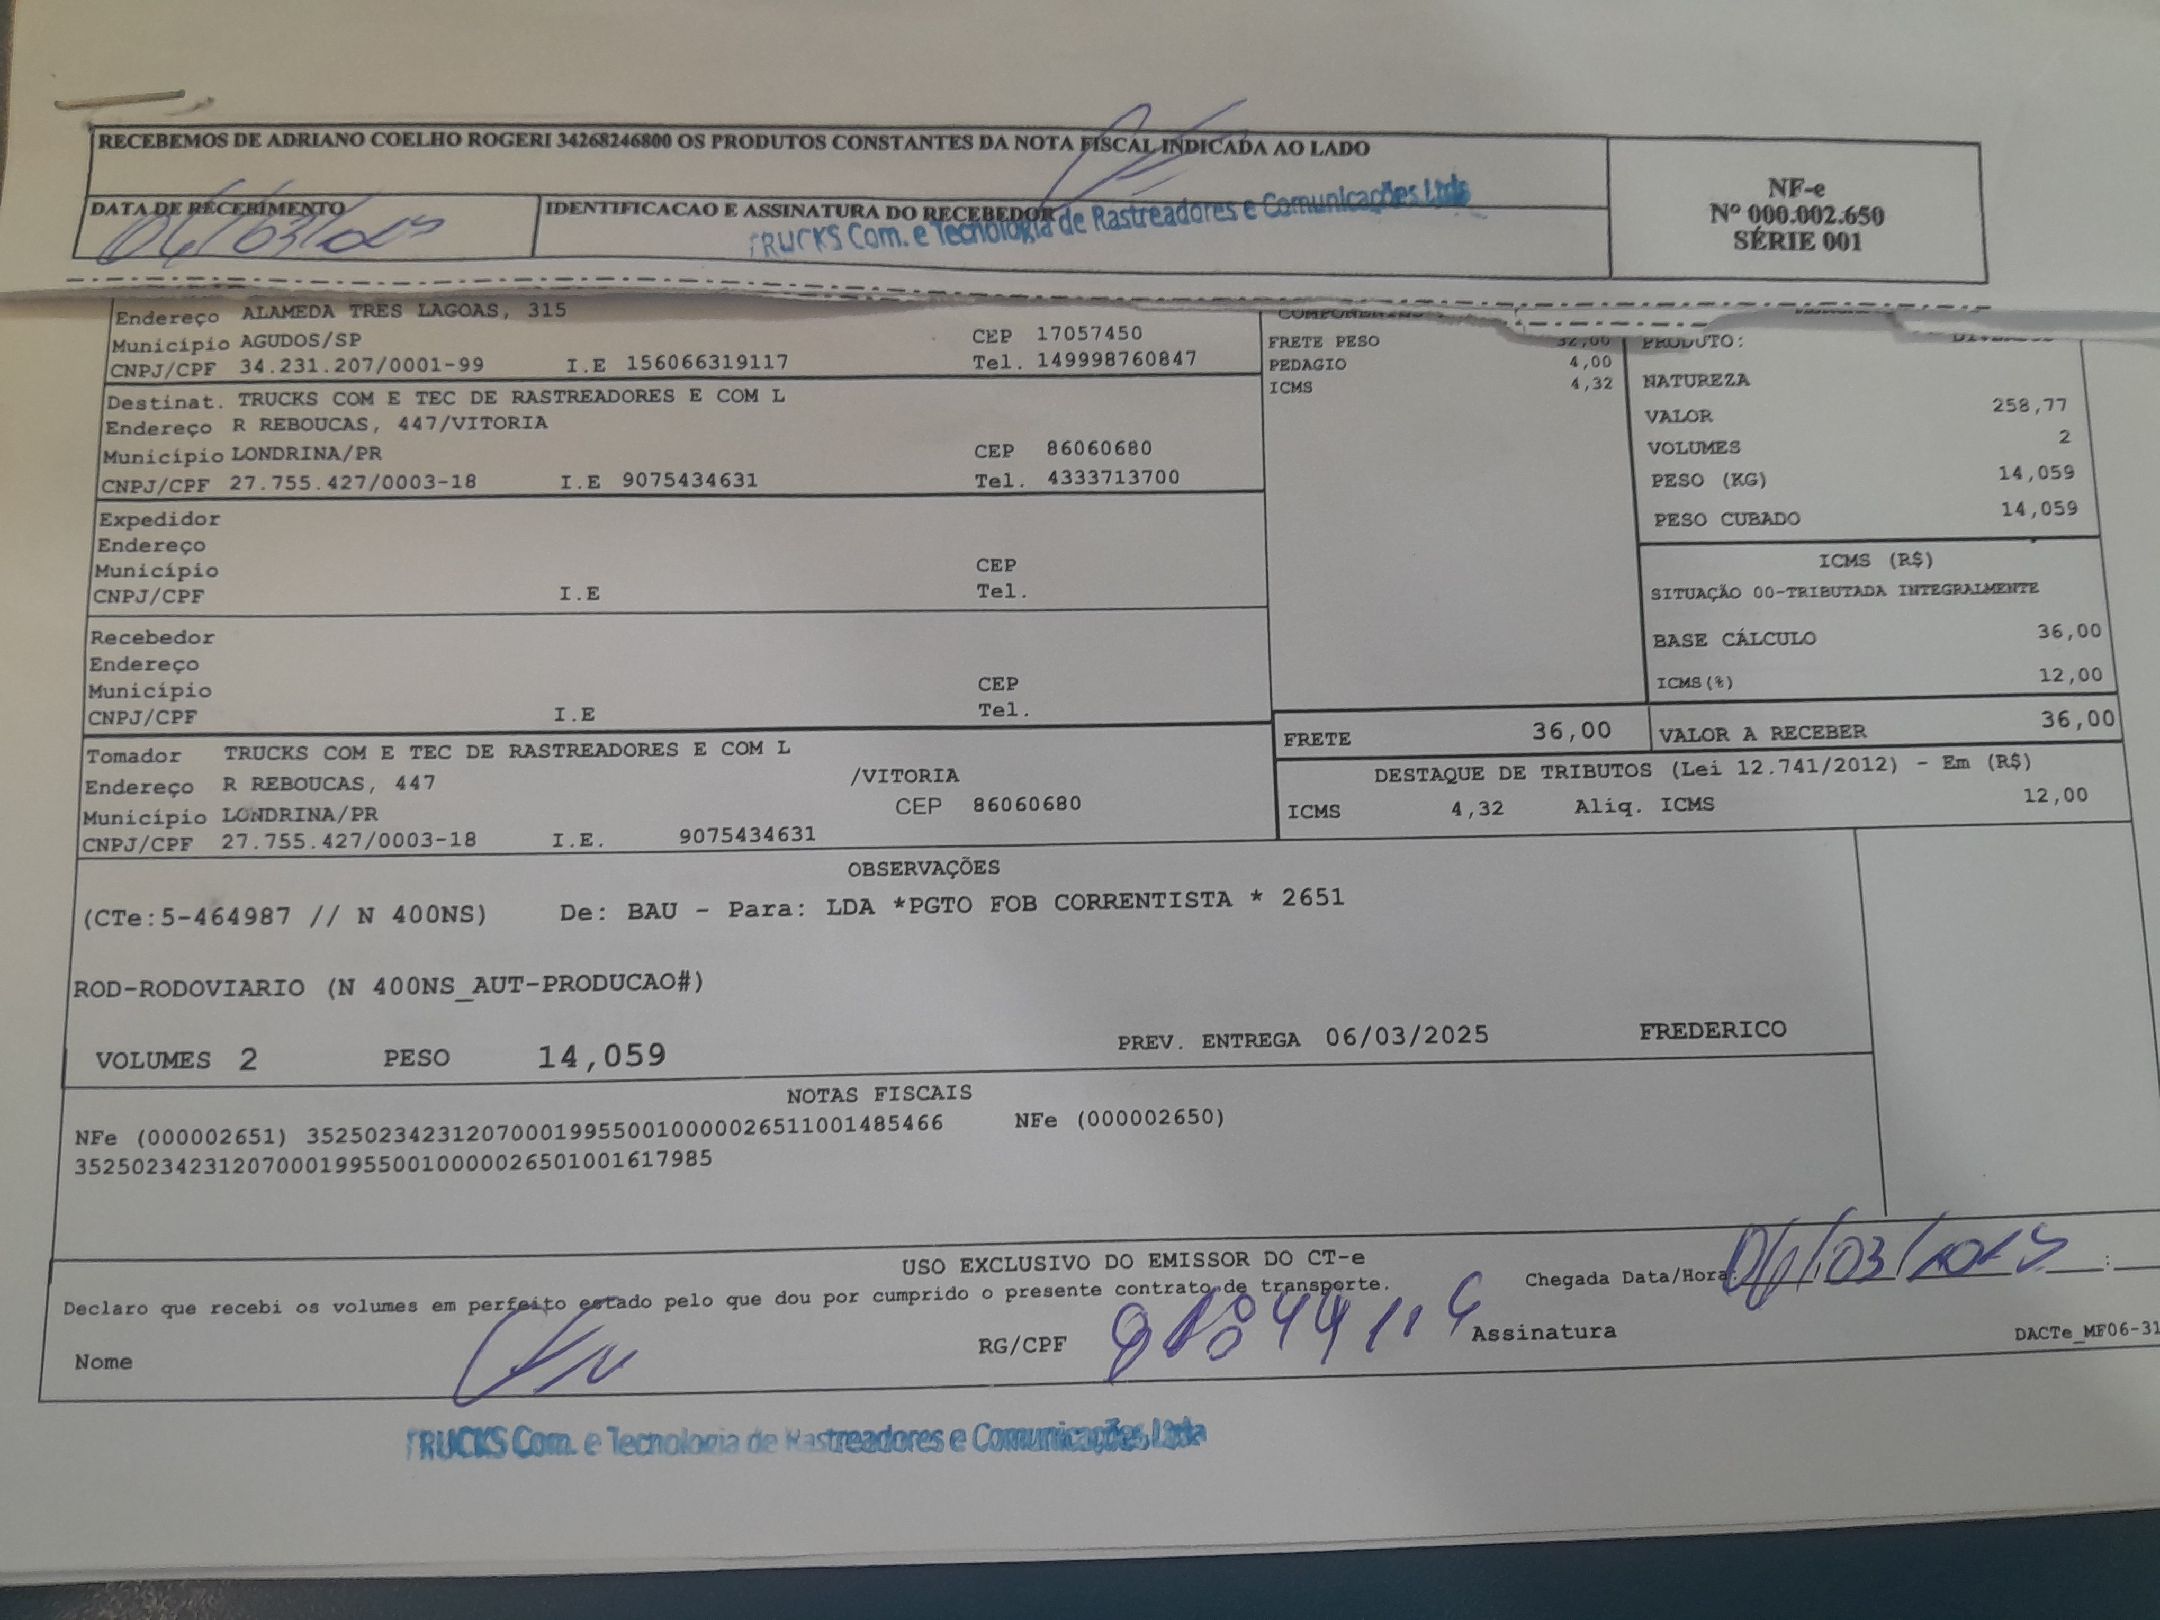 RECEBEMOS DE ADRIANO COELHO ROGERI 34268246800 OS PRODUTOS CONSTANTES DA NOTA FISCAL INDICADA AO LADO
DATA DE RECEBIMENTO
06/03/2025
IDENTIFICACAO E ASSINATURA DO RECEBEDOR
TRUCKS Com. e Tecnologia de Rastreadores e Comunicações Ltda
NF-e
Nº 000.002.650
SÉRIE 001
Endereço ALAMEDA TRES LAGOAS, 315
Município AGUDOS/SP CEP 17057450
CNPJ/CPF 34.231.207/0001-99 I.E 156066319117 Tel. 149998760847
Destinat. TRUCKS COM E TEC DE RASTREADORES E COM L
Endereço R REBOUCAS, 447/VITORIA
Município LONDRINA/PR CEP 86060680
CNPJ/CPF 27.755.427/0003-18 I.E 9075434631 Tel. 4333713700
Expedidor
Endereço
Município CEP
CNPJ/CPF I.E Tel.
Recebedor
Endereço
Município CEP
CNPJ/CPF I.E Tel.
Tomador TRUCKS COM E TEC DE RASTREADORES E COM L
Endereço R REBOUCAS, 447 /VITORIA
Município LONDRINA/PR CEP 86060680
CNPJ/CPF 27.755.427/0003-18 I.E. 9075434631
FRETE PESO 32,00
PEDAGIO 4,00
ICMS 4,32
PRODUTO:
NATUREZA
VALOR 258,77
VOLUMES 2
PESO (KG) 14,059
PESO CUBADO 14,059
ICMS (R$)
SITUAÇÃO 00-TRIBUTADA INTEGRALMENTE
BASE CÁLCULO 36,00
ICMS(%) 12,00
FRETE 36,00 VALOR A RECEBER 36,00
DESTAQUE DE TRIBUTOS (Lei 12.741/2012) - Em (R$)
ICMS 4,32 Aliq. ICMS 12,00
OBSERVAÇÕES
(CTe:5-464987 // N 400NS) De: BAU - Para: LDA *PGTO FOB CORRENTISTA * 2651
ROD-RODOVIARIO (N 400NS_AUT-PRODUCAO#)
VOLUMES 2 PESO 14,059 PREV. ENTREGA 06/03/2025 FREDERICO
NOTAS FISCAIS
NFe (000002651) 35250234231207000199550010000026511001485466 NFe (000002650)
35250234231207000199550010000026501001617985
USO EXCLUSIVO DO EMISSOR DO CT-e
Declaro que recebi os volumes em perfeito estado pelo que dou por cumprido o presente contrato de transporte.
Chegada Data/Hora: 06/03/2025 :
Nome RG/CPF Assinatura
DACTe_MF06-31
TRUCKS Com. e Tecnologia de Rastreadores e Comunicações Ltda